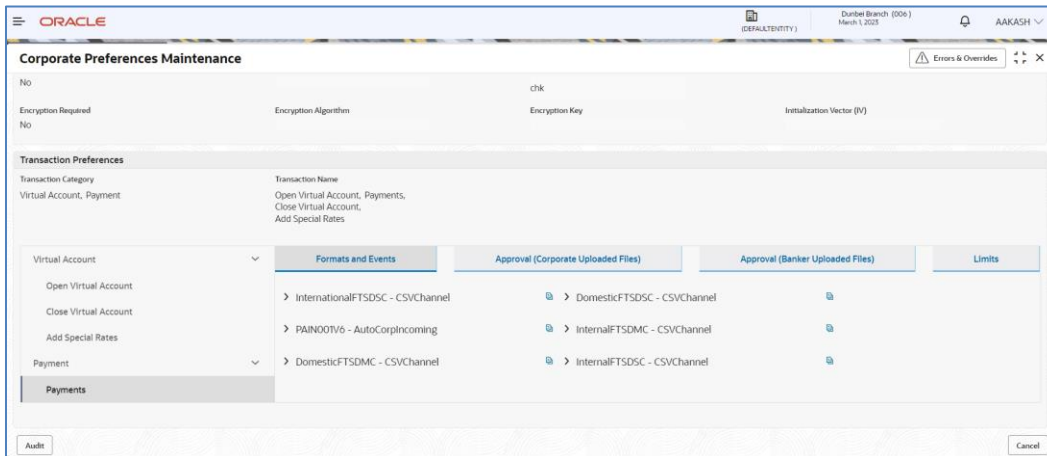 ORACLE
(DEFAULTENTITY)
Dunbei Branch (006)
March 1, 2023
AAKASH
Corporate Preferences Maintenance
Errors & Overrides
No
chk
Encryption Required
Encryption Algorithm
Encryption Key
Initialization Vector (IV)
No
Transaction Preferences
Transaction Category
Transaction Name
Virtual Account, Payment
Open Virtual Account, Payments,
Close Virtual Account,
Add Special Rates
Virtual Account
Open Virtual Account
Close Virtual Account
Add Special Rates
Payment
Payments
Formats and Events
Approval (Corporate Uploaded Files)
Approval (Banker Uploaded Files)
Limits
InternationalFTSDSC - CSVChannel
DomesticFTSDSC - CSVChannel
PAIN001V6 - AutoCorpIncoming
InternalFTSDMC - CSVChannel
DomesticFTSDMC - CSVChannel
InternalFTSDSC - CSVChannel
Audit
Cancel